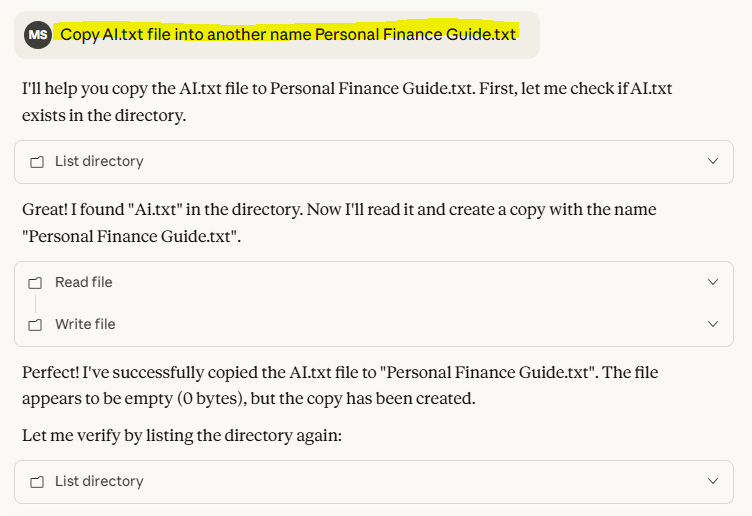 MS Copy AI.txt file into another name Personal Finance Guide.txt
I'll help you copy the AI.txt file to Personal Finance Guide.txt. First, let me check if AI.txt
exists in the directory.
List directory
Great! I found "Ai.txt" in the directory. Now I'll read it and create a copy with the name
"Personal Finance Guide.txt".
Read file
Write file
Perfect! I've successfully copied the AI.txt file to "Personal Finance Guide.txt". The file
appears to be empty (0 bytes), but the copy has been created.
Let me verify by listing the directory again:
List directory